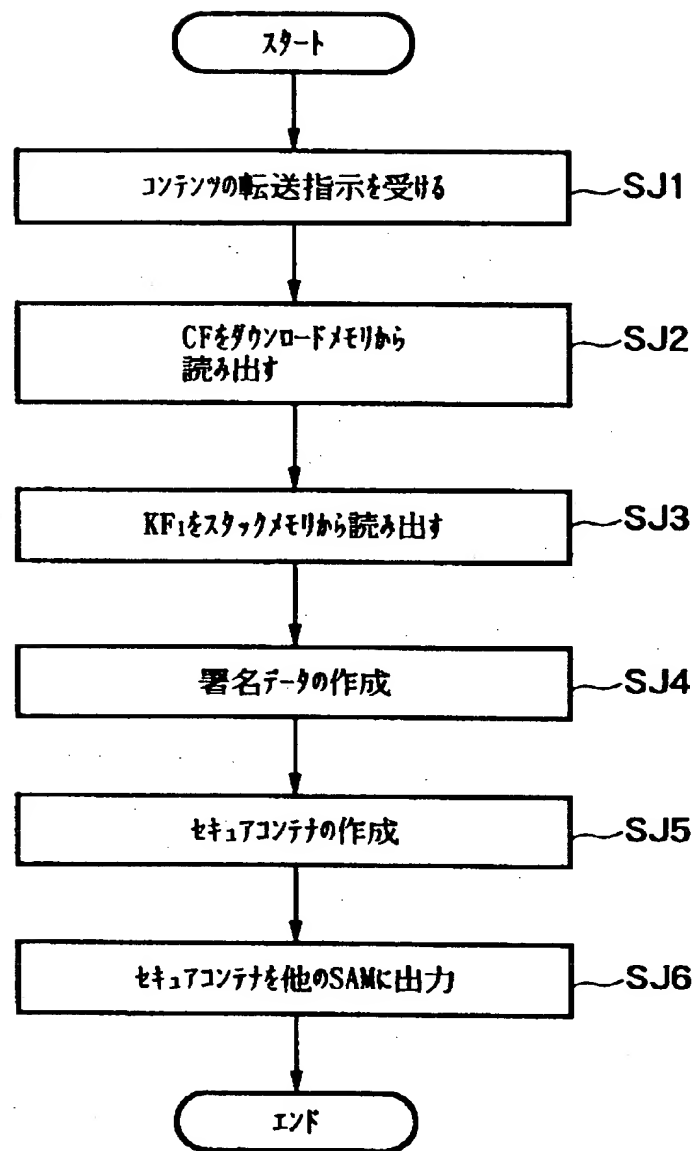 スタート
コンテンツの転送指示を受ける
SJ1
CFをダウンロードメモリから
読み出す
SJ2
KF₁をスタックメモリから読み出す
SJ3
署名データの作成
SJ4
セキュアコンテナの作成
SJ5
セキュアコンテナを他のSAMに出力
SJ6
エンド